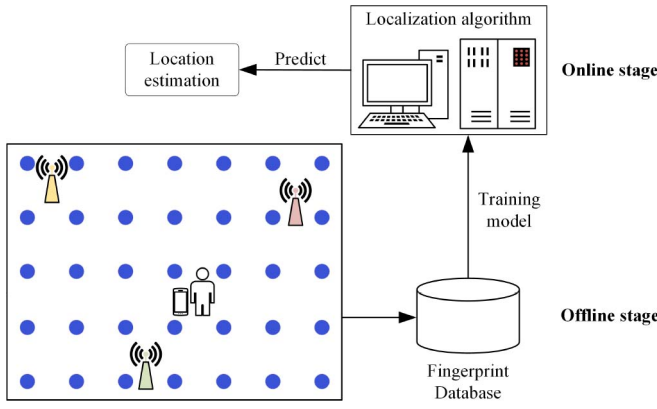 Localization algorithm
Location
estimation
Predict
Online stage
Training
model
Offline stage
Fingerprint
Database